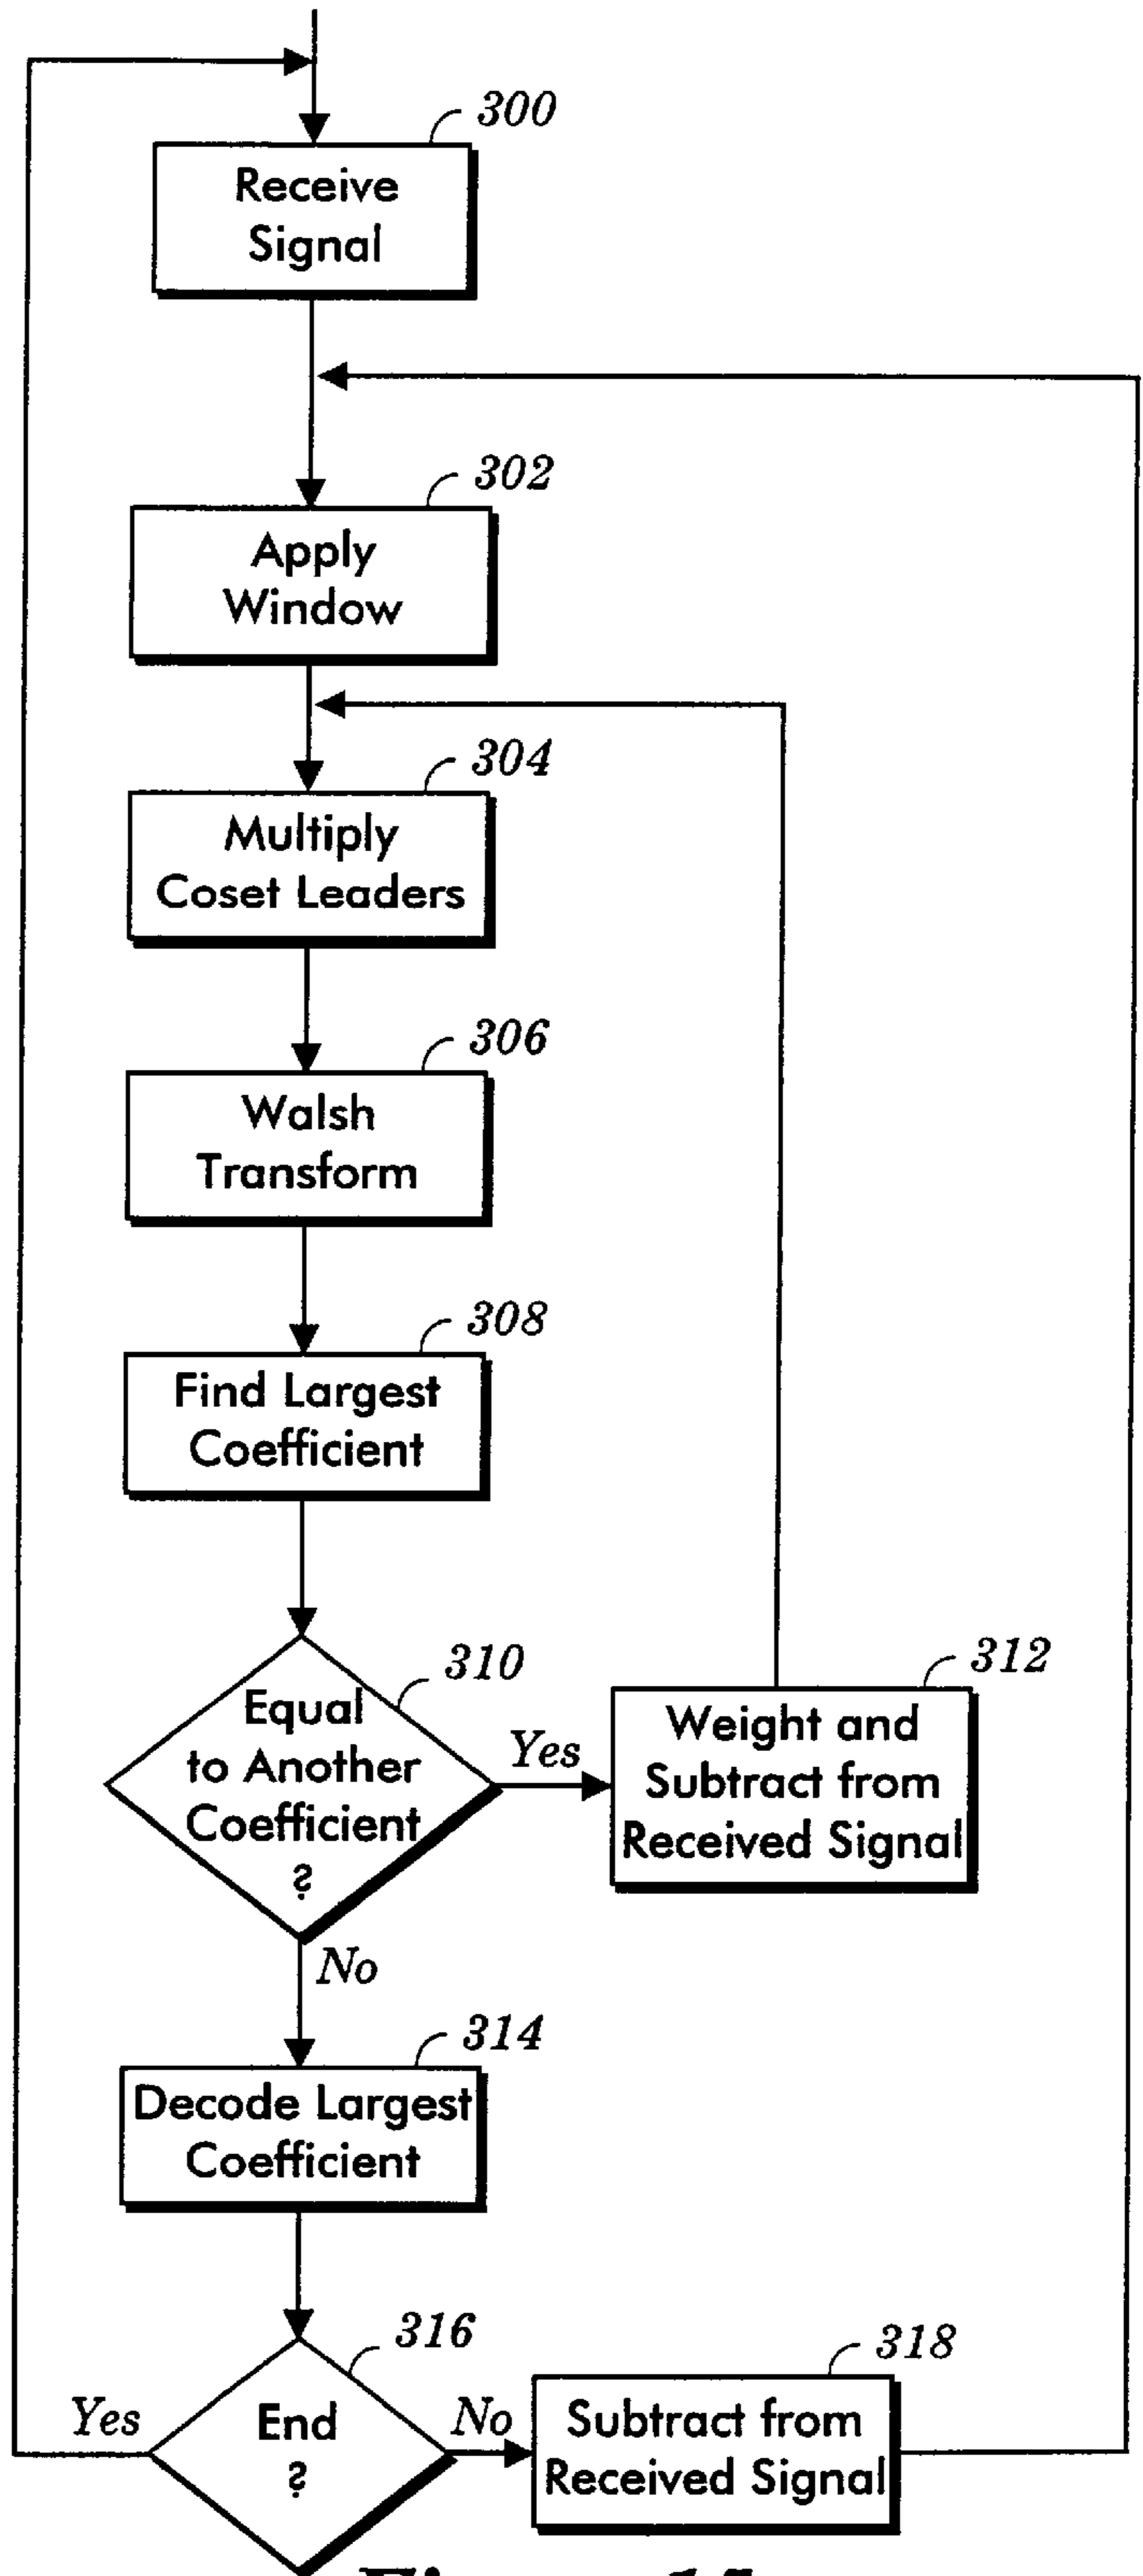 300
Receive
Signal
302
Apply
Window
304
Multiply
Coset Leaders
306
Walsh
Transform
308
Find Largest
Coefficient
310
Equal
to Another
Coefficient
?
Yes
312
Weight and
Subtract from
Received Signal
No
314
Decode Largest
Coefficient
316
End
?
Yes
No
318
Subtract from
Received Signal